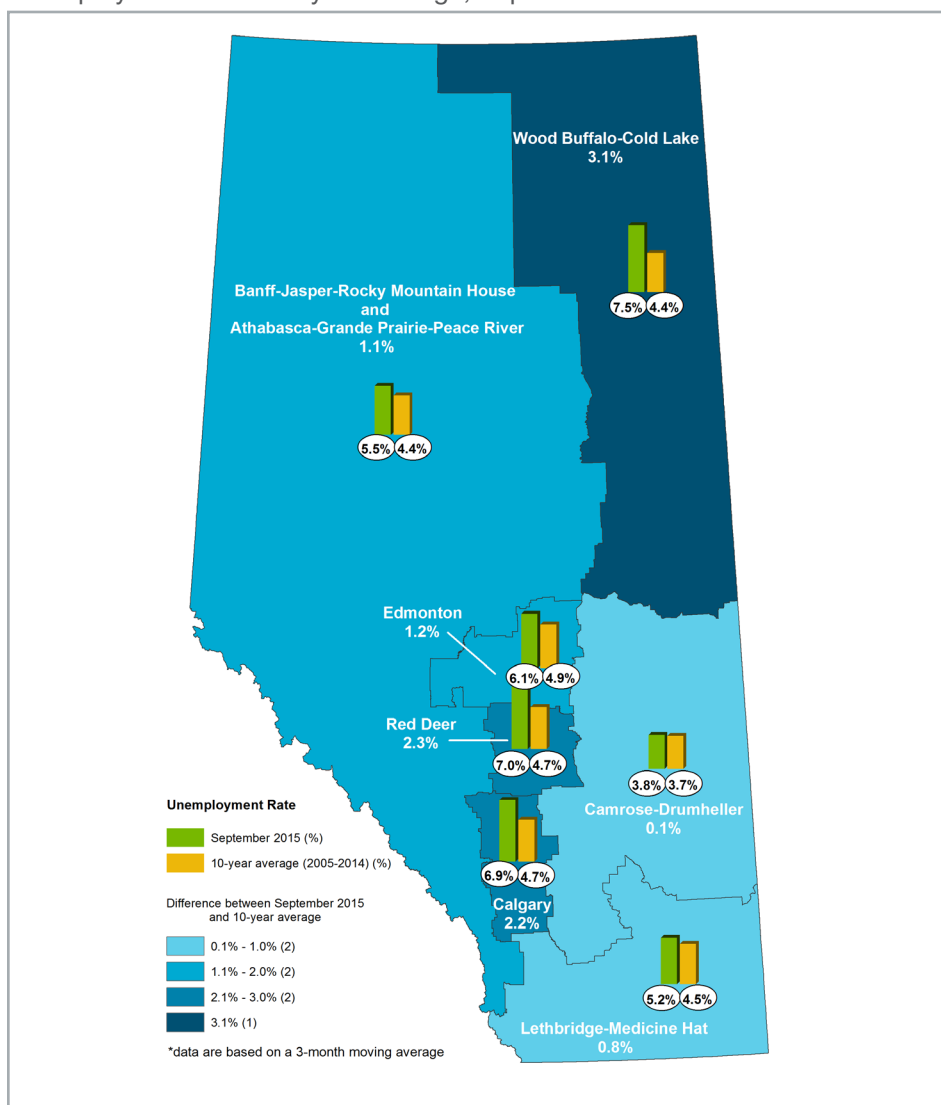 Wood Buffalo-Cold Lake
3.1%
7.5% 4.4%
Banff-Jasper-Rocky Mountain House
and
Athabasca-Grande Prairie-Peace River
1.1%
5.5% 4.4%
Edmonton
1.2%
6.1% 4.9%
Red Deer
2.3%
7.0% 4.7%
3.8% 3.7%
Camrose-Drumheller
0.1%
6.9% 4.7%
Calgary
2.2%
5.2% 4.5%
Lethbridge-Medicine Hat
0.8%
Unemployment Rate
September 2015 (%)
10-year average (2005-2014) (%)
Difference between September 2015
and 10-year average
0.1% - 1.0% (2)
1.1% - 2.0% (2)
2.1% - 3.0% (2)
3.1% (1)
*data are based on a 3-month moving average